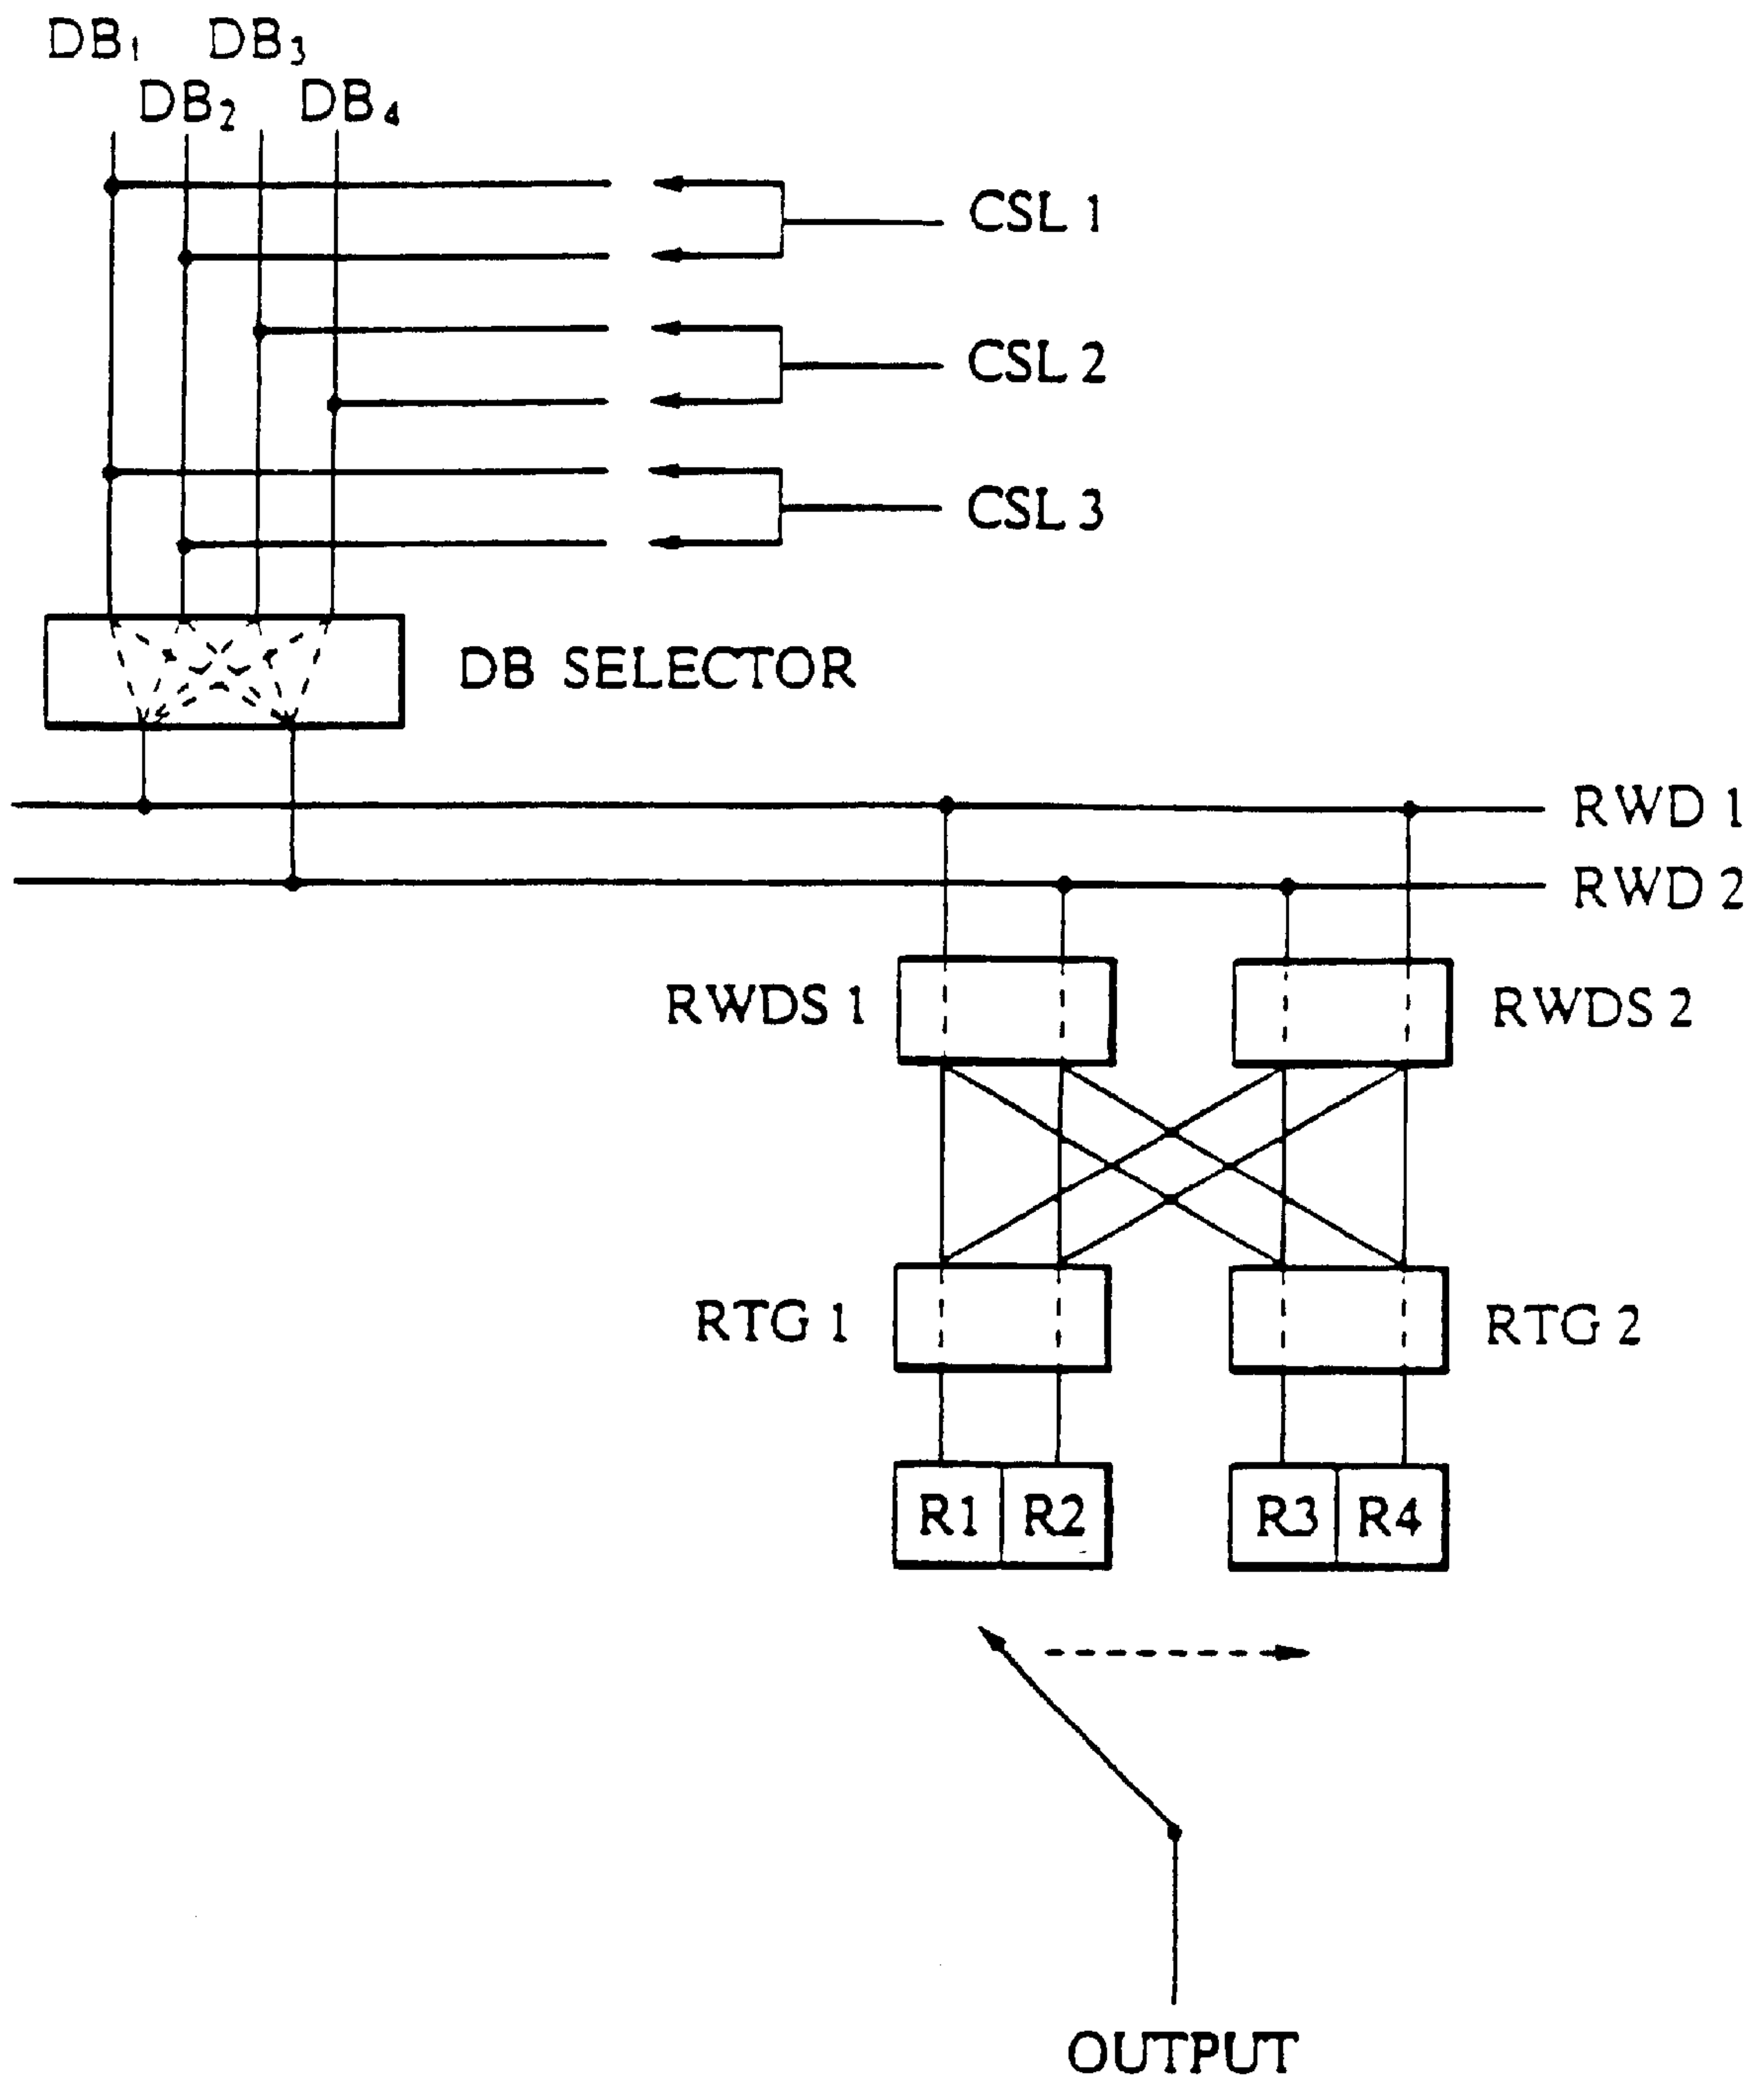 DB₁ DB₃
DB₂ DB₄
CSL 1
CSL 2
CSL 3
DB SELECTOR
RWD 1
RWD 2
RWDS 1 RWDS 2
RTG 1 RTG 2
R1 R2 R3 R4
OUTPUT